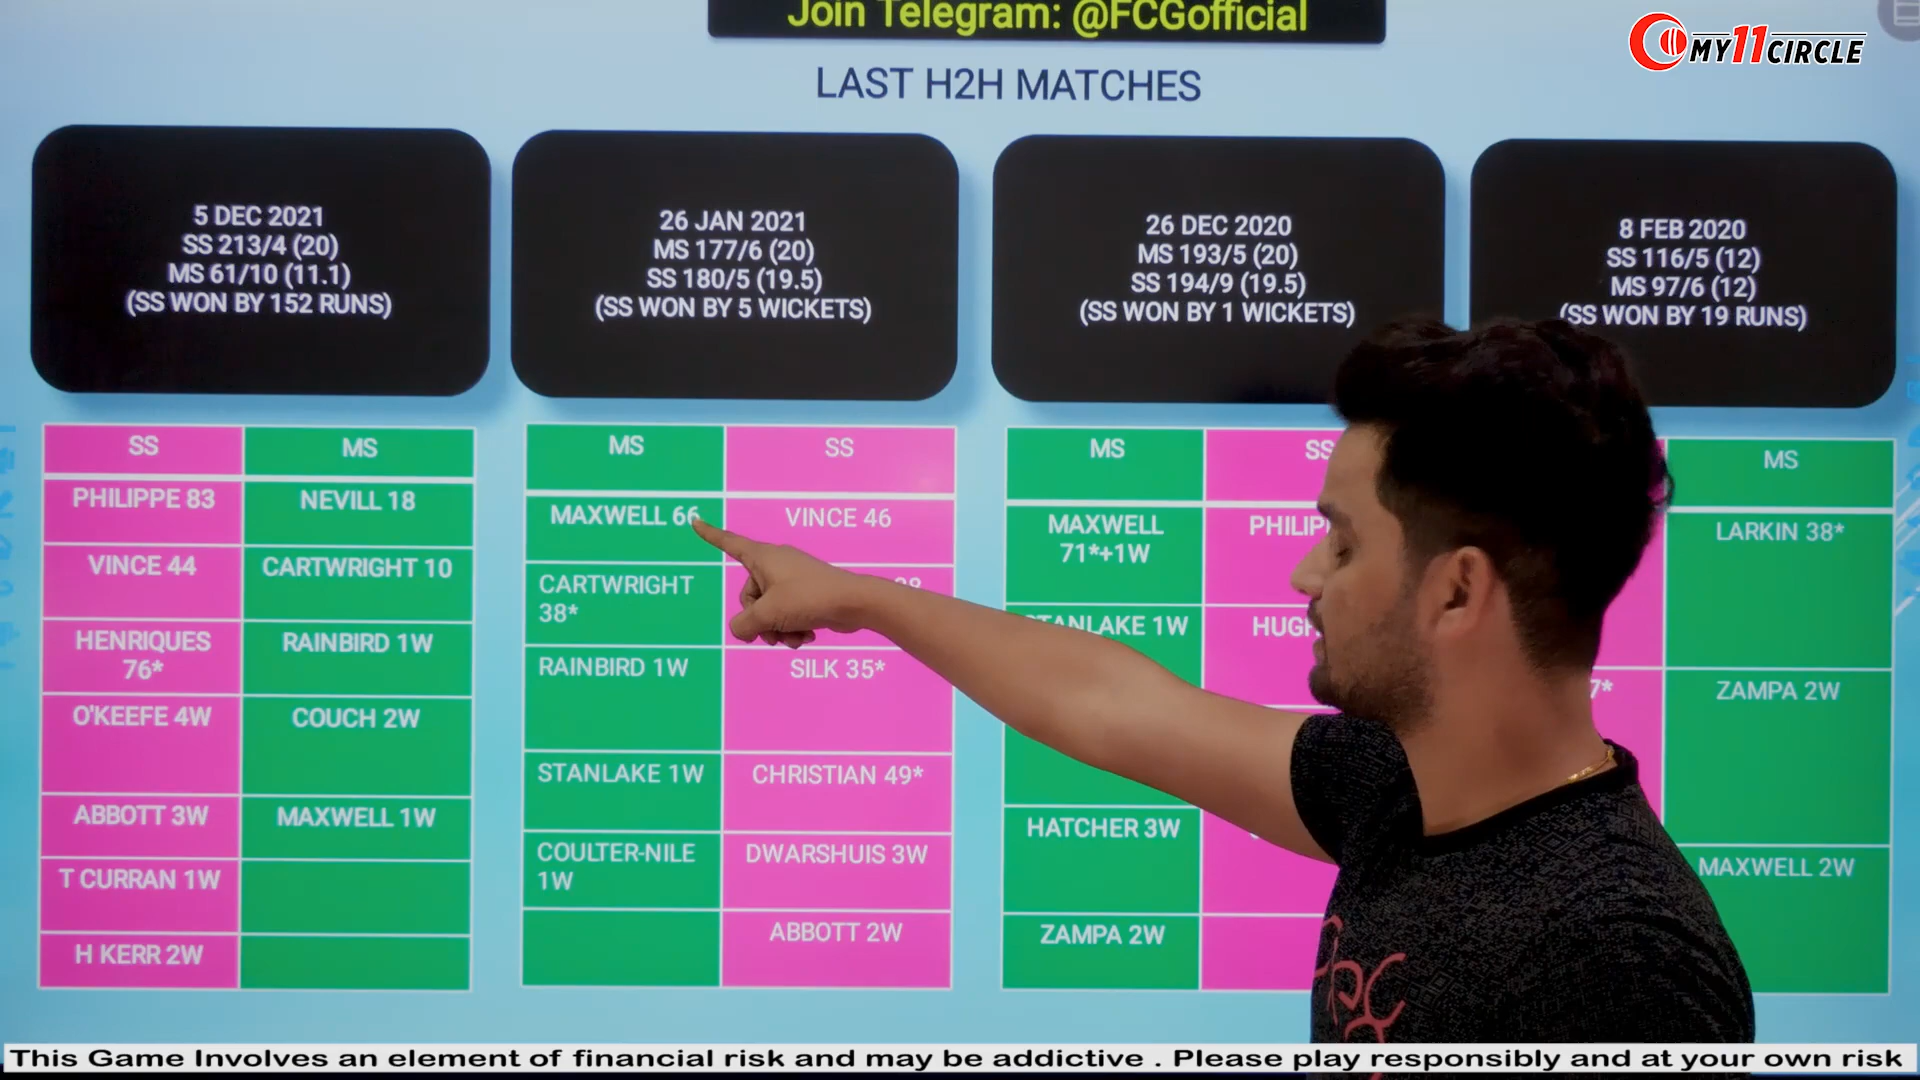 Join Telegram: @FCGofficial
MY11CIRCLE
LAST H2H MATCHES
5 DEC 2021
SS 213/4 (20)
MS 61/10 (11.1)
(SS WON BY 152 RUNS)
26 JAN 2021
MS 177/6 (20)
SS 180/5 (19.5)
(SS WON BY 5 WICKETS)
26 DEC 2020
MS 193/5 (20)
SS 194/9 (19.5)
(SS WON BY 1 WICKETS)
8 FEB 2020
SS 116/5 (12)
MS 97/6 (12)
(SS WON BY 19 RUNS)
SS
MS
PHILIPPE 83
NEVILL 18
VINCE 44
CARTWRIGHT 10
HENRIQUES
76*
RAINBIRD 1W
O'KEEFE 4W
COUCH 2W
ABBOTT 3W
MAXWELL 1W
T CURRAN 1W
H KERR 2W
MS
SS
MAXWELL 66
VINCE 46
CARTWRIGHT
38*
RAINBIRD 1W
SILK 35*
STANLAKE 1W
CHRISTIAN 49*
COULTER-NILE
1W
DWARSHUIS 3W
ABBOTT 2W
MS
SS
MAXWELL
71*+1W
STANLAKE 1W
HATCHER 3W
ZAMPA 2W
MS
LARKIN 38*
ZAMPA 2W
MAXWELL 2W
This Game Involves an element of financial risk and may be addictive . Please play responsibly and at your own risk